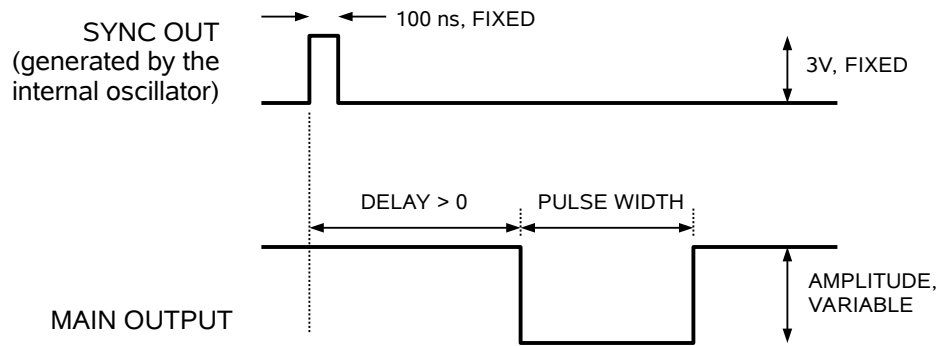 100 ns, FIXED
SYNC OUT
(generated by the
internal oscillator)
3V, FIXED
DELAY > 0
PULSE WIDTH
AMPLITUDE,
VARIABLE
MAIN OUTPUT